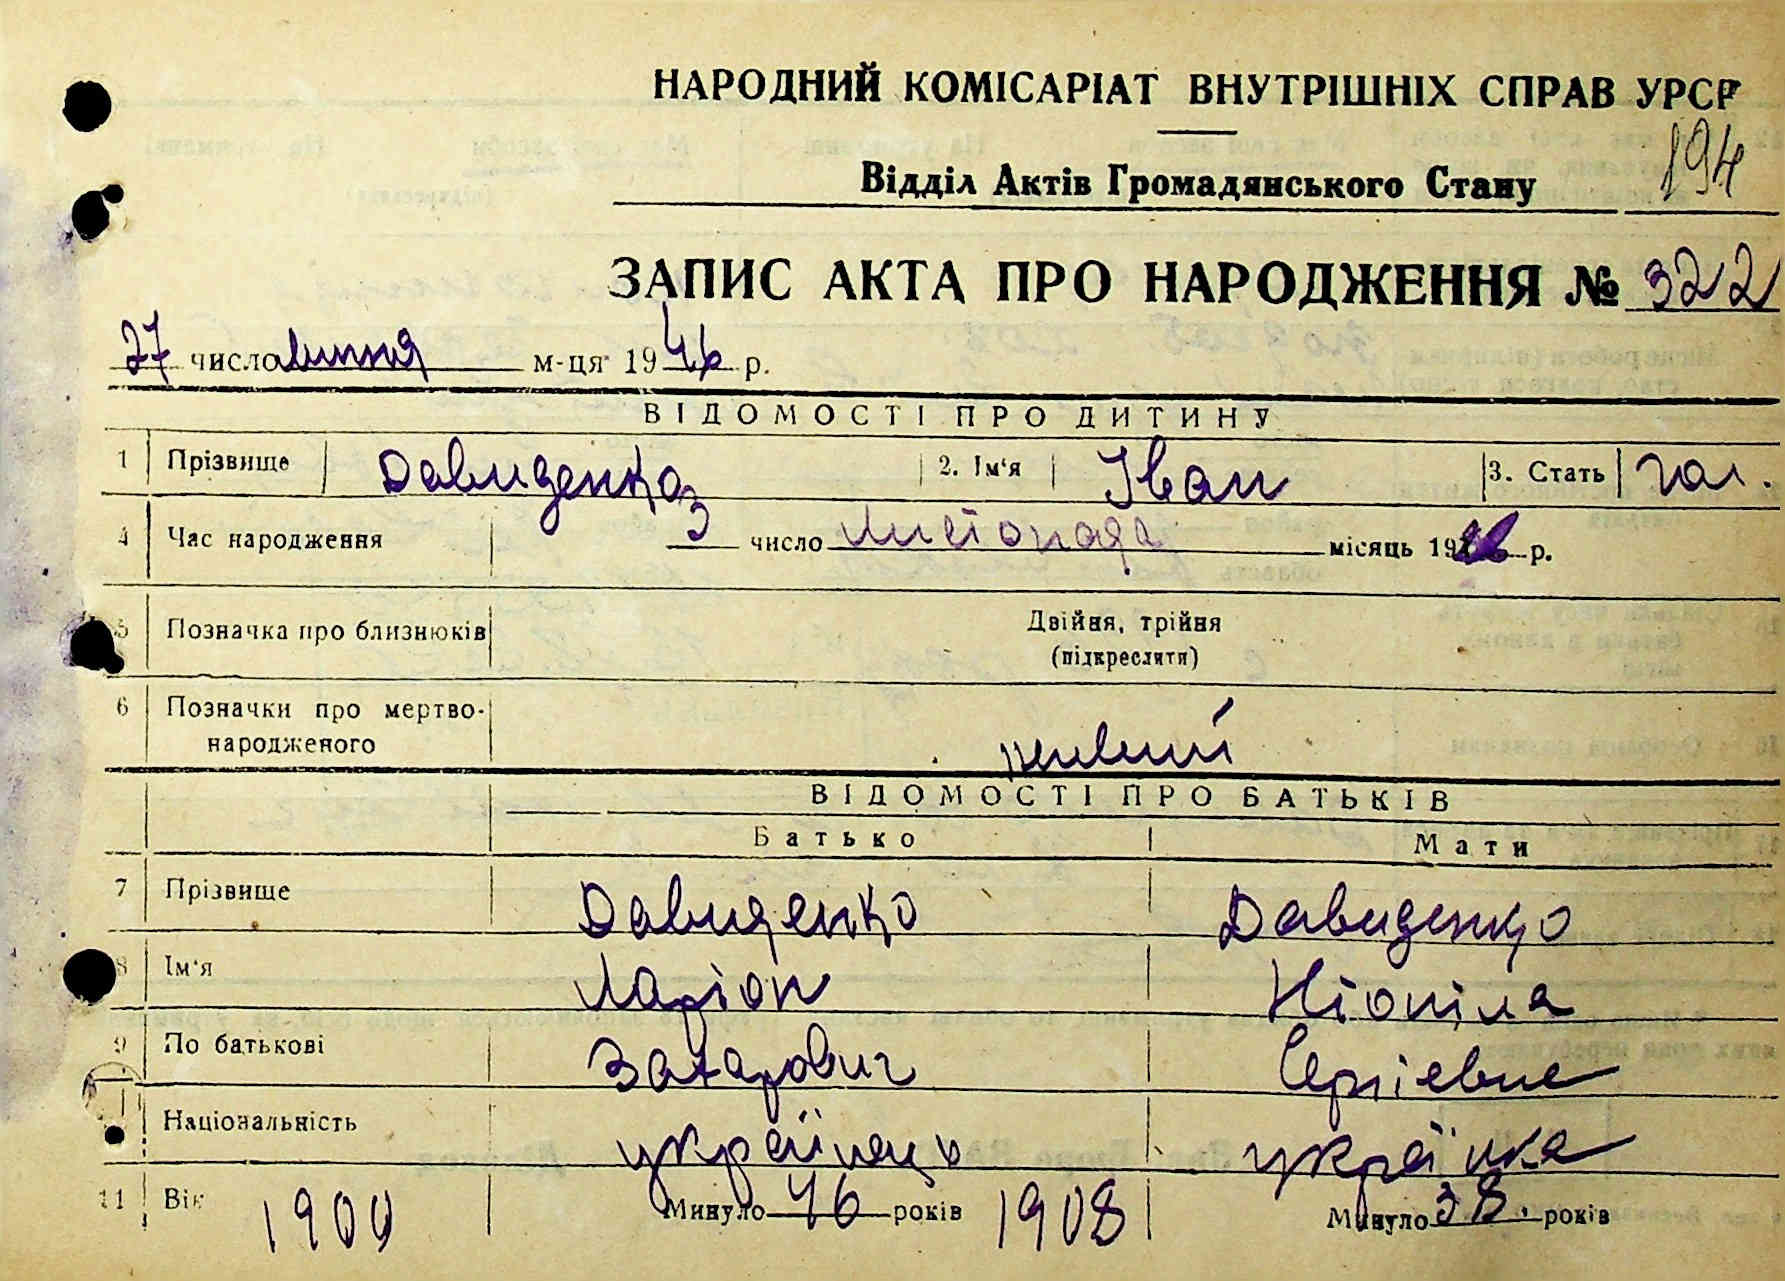 НАРОДНИЙ КОМІСАРІАТ ВНУТРІШНІХ СПРАВ УРСР
194
Відділ Актів Громадянського Стану
ЗАПИС АКТА ПРО НАРОДЖЕННЯ № 322
27 число липня м-ця 1946 р.
ВІДОМОСТІ ПРО ДИТИНУ
1 Прізвище Давиденко 2. Ім'я Іван 3. Стать чол.
4 Час народження 3 число листопада місяць 19 р.
5 Позначка про близнюків Двійня, трійня
(підкреслити)
6 Позначки про мертво-
народженого живий
ВІДОМОСТІ ПРО БАТЬКІВ
Батько Мати
7 Прізвище Давиденко Давиденко
8 Ім'я Ларіон Ніоніла
9 По батькові Захарович Сергіевна
Національність українець українка
11 Вік 1900 Минуло 46 років 1908 Минуло 38. років